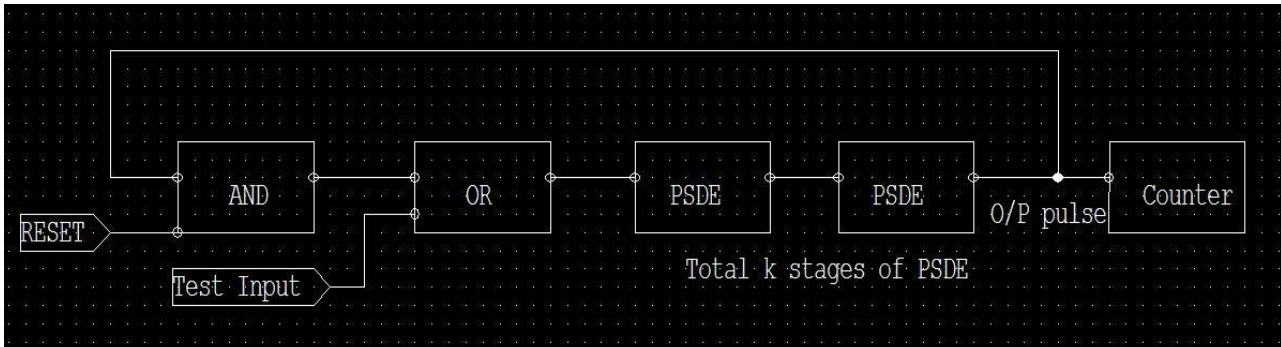 AND
OR
PSDE
PSDE
Counter
RESET
O/P pulse
Test Input
Total k stages of PSDE